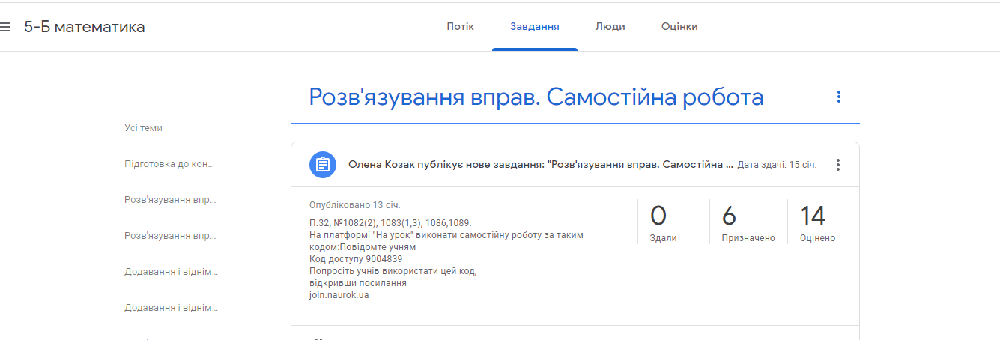 5-Б математика
Потік
Завдання
Люди
Оцінки
Розв'язування вправ. Самостійна робота
Усі теми
Підготовка до кон...
Розв'язування впр...
Розв'язування впр...
Додавання і віднім...
Додавання і віднім...
Олена Козак публікує нове завдання: "Розв'язування вправ. Самостійна ... Дата здачі: 15 січ.
Опубліковано 13 січ.
П.32, №1082(2), 1083(1,3), 1086,1089.
На платформі "На урок" виконати самостійну роботу за таким
кодом:Повідомте учням
Код доступу 9004839
Попросіть учнів використати цей код,
відкривши посилання
join.naurok.ua
0
Здали
6
Призначено
14
Оцінено